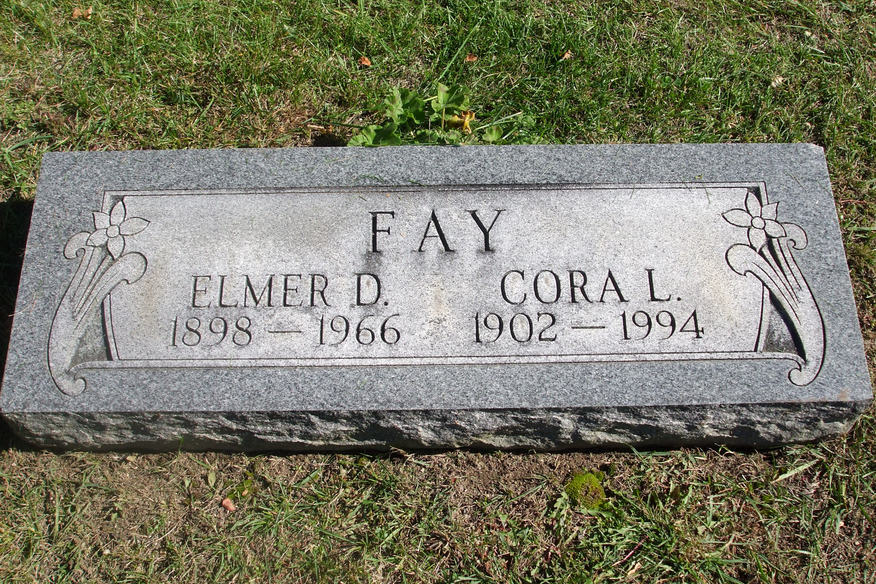 FAY
ELMER D. CORA L.
1898 — 1966 1902 — 1994